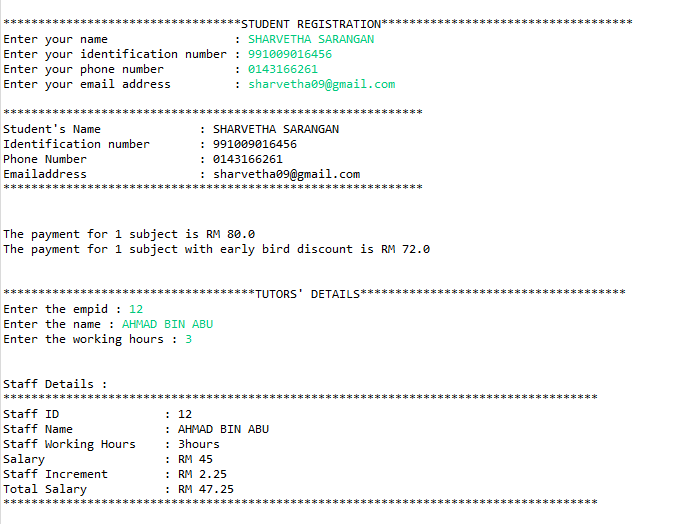 **********************************STUDENT REGISTRATION************************************
Enter your name                  : SHARVETHA SARANGAN
Enter your identification number : 991009016456
Enter your phone number          : 0143166261
Enter your email address         : sharvetha09@gmail.com
************************************************************
Student's Name              : SHARVETHA SARANGAN
Identification number       : 991009016456
Phone Number                : 0143166261
Emailaddress                : sharvetha09@gmail.com
************************************************************
The payment for 1 subject is RM 80.0
The payment for 1 subject with early bird discount is RM 72.0
************************************TUTORS' DETAILS**************************************
Enter the empid : 12
Enter the name : AHMAD BIN ABU
Enter the working hours : 3
Staff Details :
*************************************************************************************
Staff ID               : 12
Staff Name             : AHMAD BIN ABU
Staff Working Hours    : 3hours
Salary                 : RM 45
Staff Increment        : RM 2.25
Total Salary           : RM 47.25
*************************************************************************************